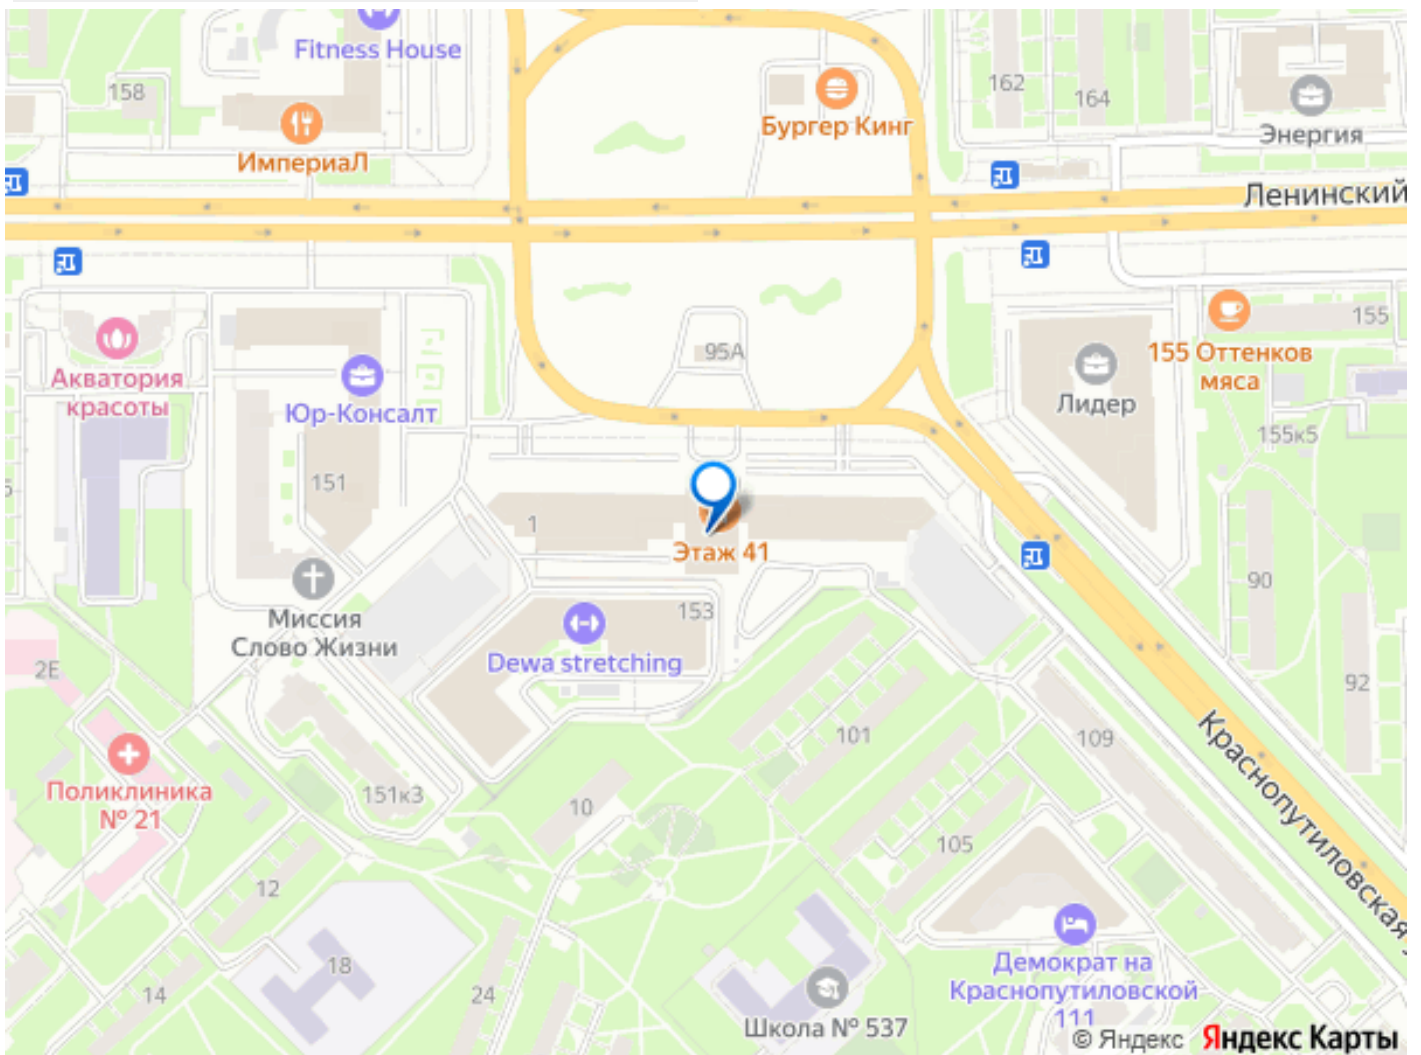 Fitness House
158
ИмпериаЛ
Бургер Кинг
162
164
Энергия
Ленинский
Акватория
красоты
Юр-Консалт
95А
155 Оттенков
мяса
155
Лидер
155к5
151
1
Этаж 41
90
Миссия
Слово Жизни
153
Dewa stretching
2Е
92
101
109
Поликлиника
№ 21
151к3
10
Краснопутиловская
105
12
18
14
24
Школа № 537
Демократ на
Краснопутиловской
111
© Яндекс Яндекс Карты